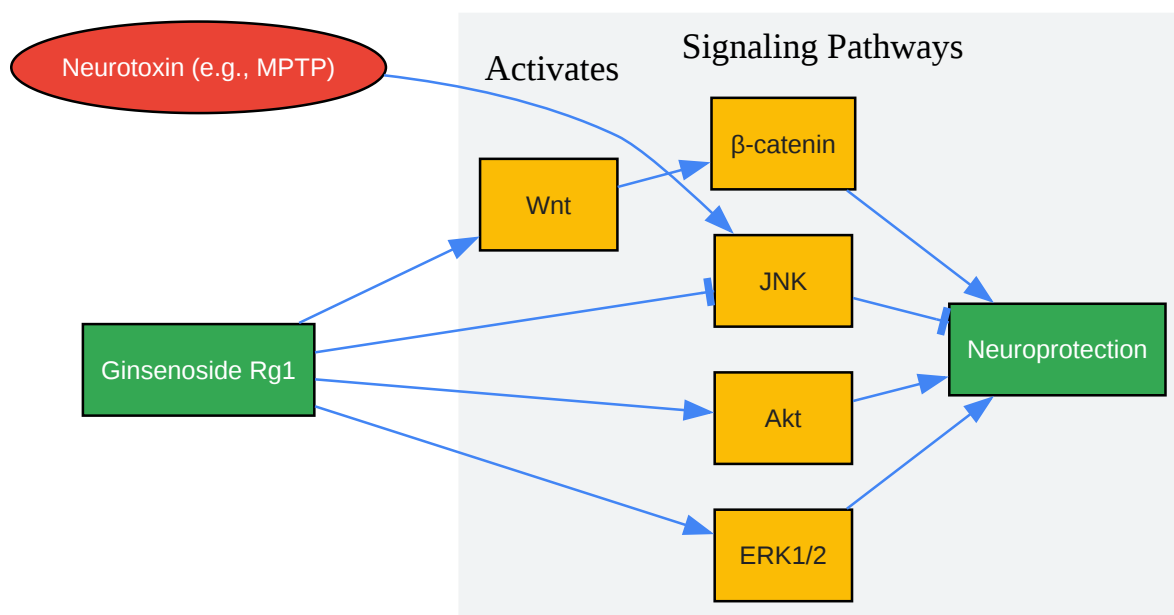 Signaling Pathways
Neurotoxin (e.g., MPTP)
Activates
β-catenin
Wnt
JNK
Neuroprotection
Ginsenoside Rg1
Akt
ERK1/2